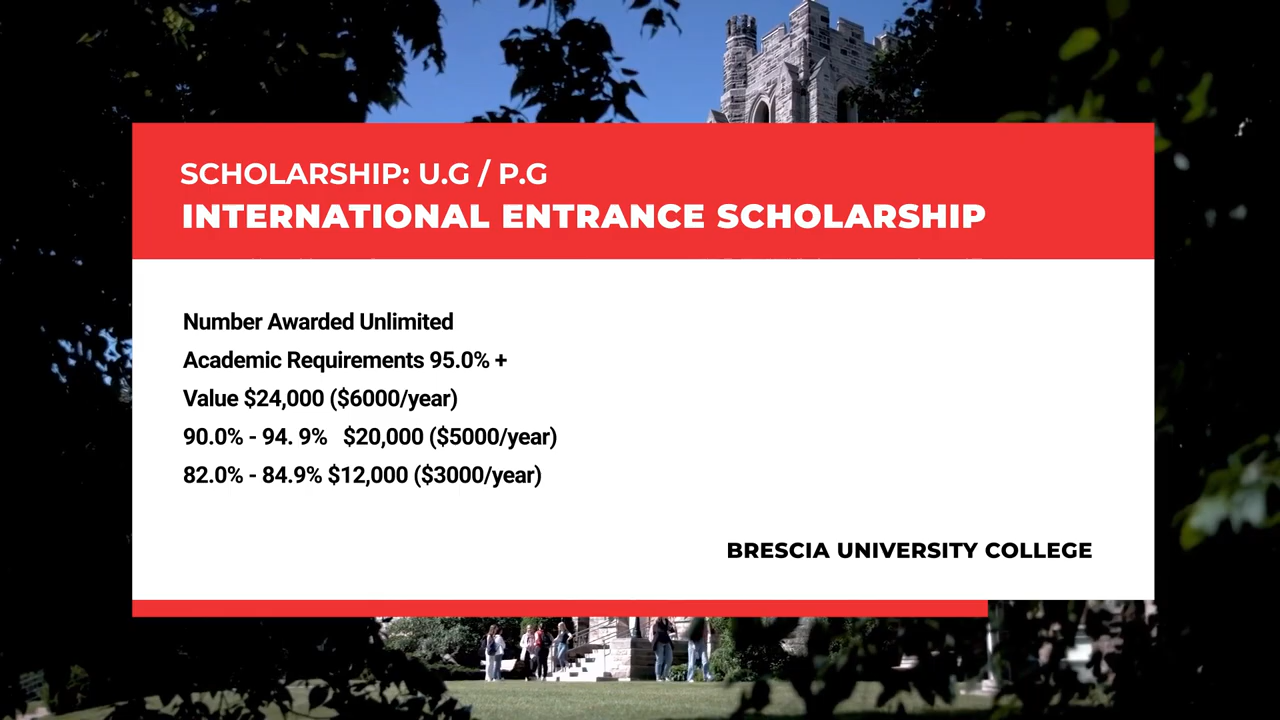 SCHOLARSHIP: U.G / P.G
INTERNATIONAL ENTRANCE SCHOLARSHIP
Number Awarded Unlimited
Academic Requirements 95.0% +
Value $24,000 ($6000/year)
90.0% - 94. 9% $20,000 ($5000/year)
82.0% - 84.9% $12,000 ($3000/year)
BRESCIA UNIVERSITY COLLEGE